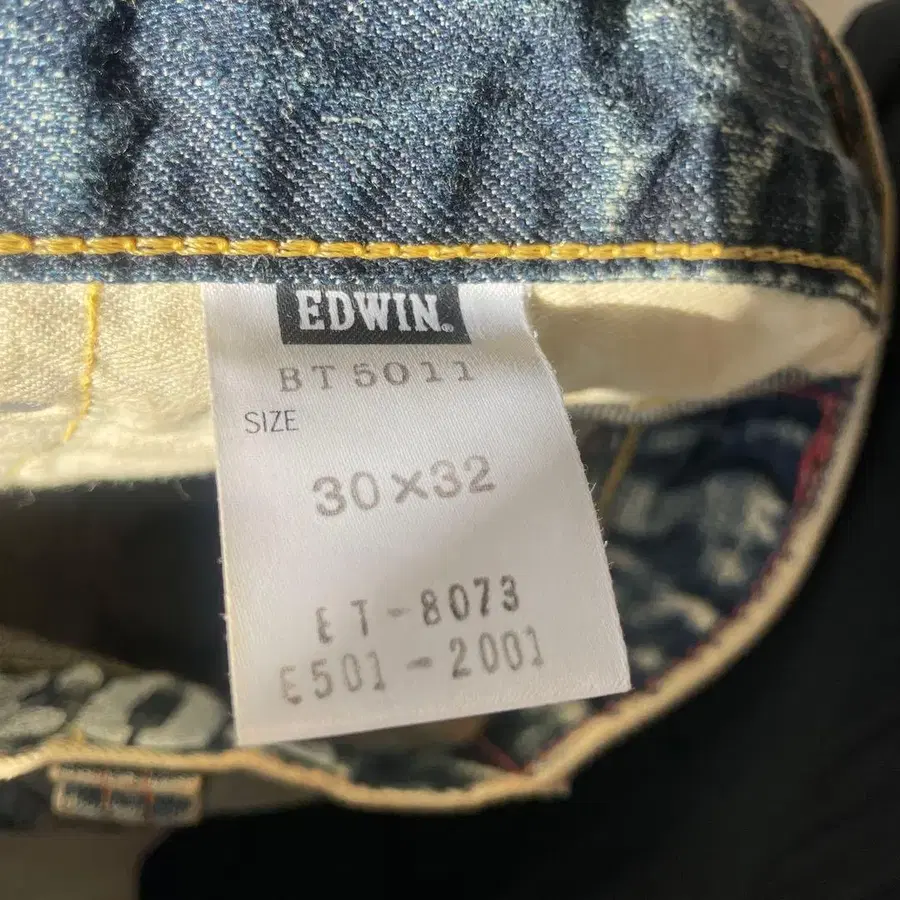 EDWIN.
BT5011
SIZE
30×32
ET-8073
E501-2001